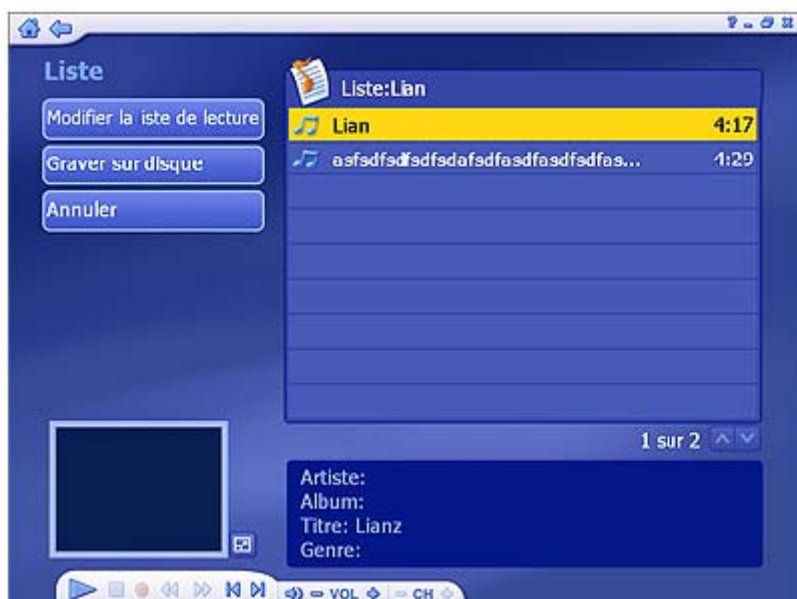 Liste
Modifier la iste de lecture
Graver sur disque
Annuler
Liste:Lian
Lian 4:17
asfsdfsdfsdfsdafsdfasdfasdfsdfas... 4:29
1 sur 2
Artiste:
Album:
Titre: Lianz
Genre:
VOL
CH